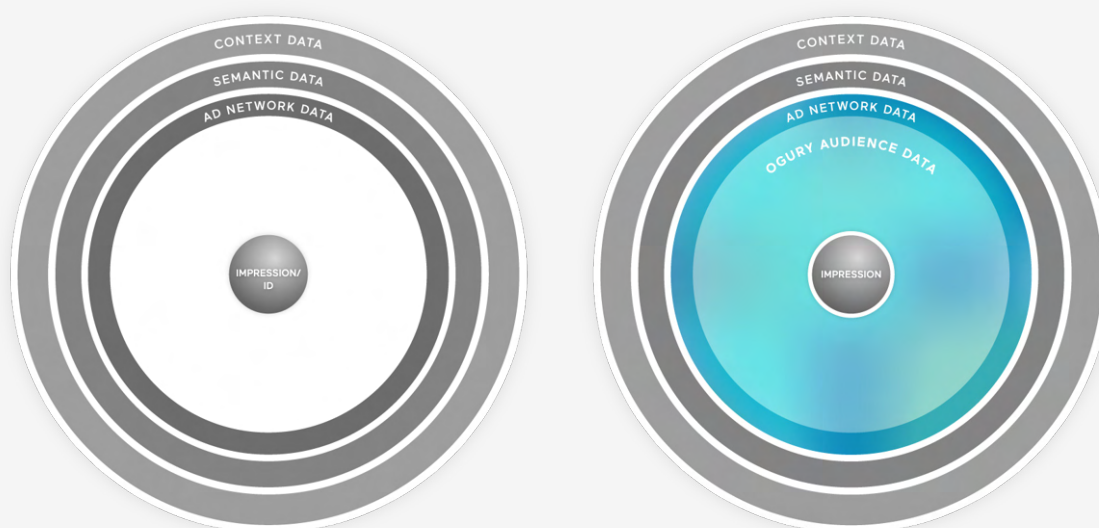 CONTEXT DATA
SEMANTIC DATA
AD NETWORK DATA
IMPRESSION/
ID
CONTEXT DATA
SEMANTIC DATA
AD NETWORK DATA
OGURY AUDIENCE DATA
IMPRESSION